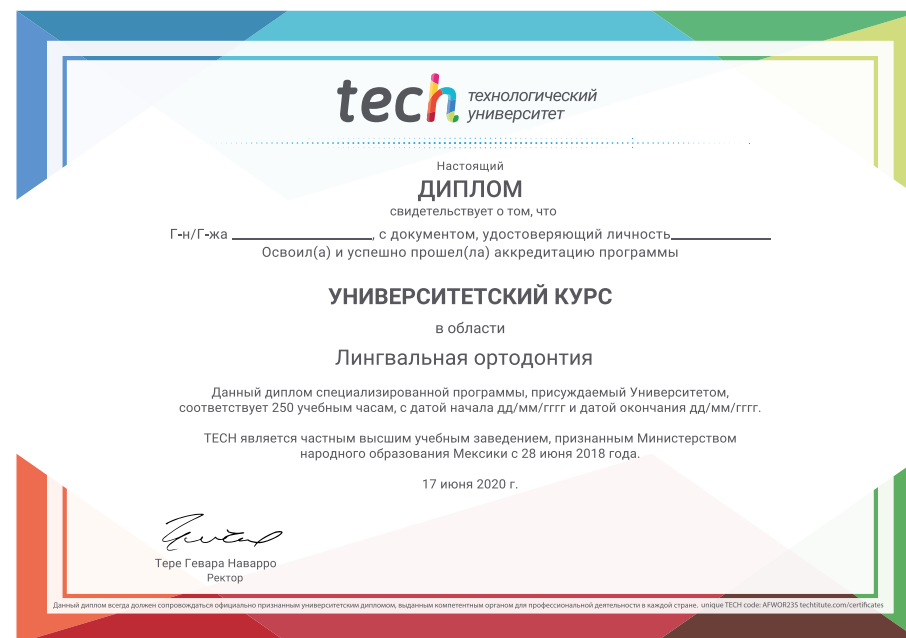 tech технологический
университет
Настоящий
ДИПЛОМ
свидетельствует о том, что
Г-н/Г-жа ____________, с документом, удостоверяющий личность____________
Освоил(а) и успешно прошел(ла) аккредитацию программы
УНИВЕРСИТЕТСКИЙ КУРС
в области
Лингвальная ортодонтия
Данный диплом специализированной программы, присуждаемый Университетом,
соответствует 250 учебным часам, с датой начала дд/мм/гггг и датой окончания дд/мм/гггг.
TECH является частным высшим учебным заведением, признанным Министерством
народного образования Мексики с 28 июня 2018 года.
17 июня 2020 г.
Тере Гевара Наварро
Ректор
Данный диплом всегда должен сопровождаться официально признанным университетским дипломом, выданным компетентным органом для профессиональной деятельности в каждой стране. unique TECH code: AFWOR23S techtitute.com/certificates